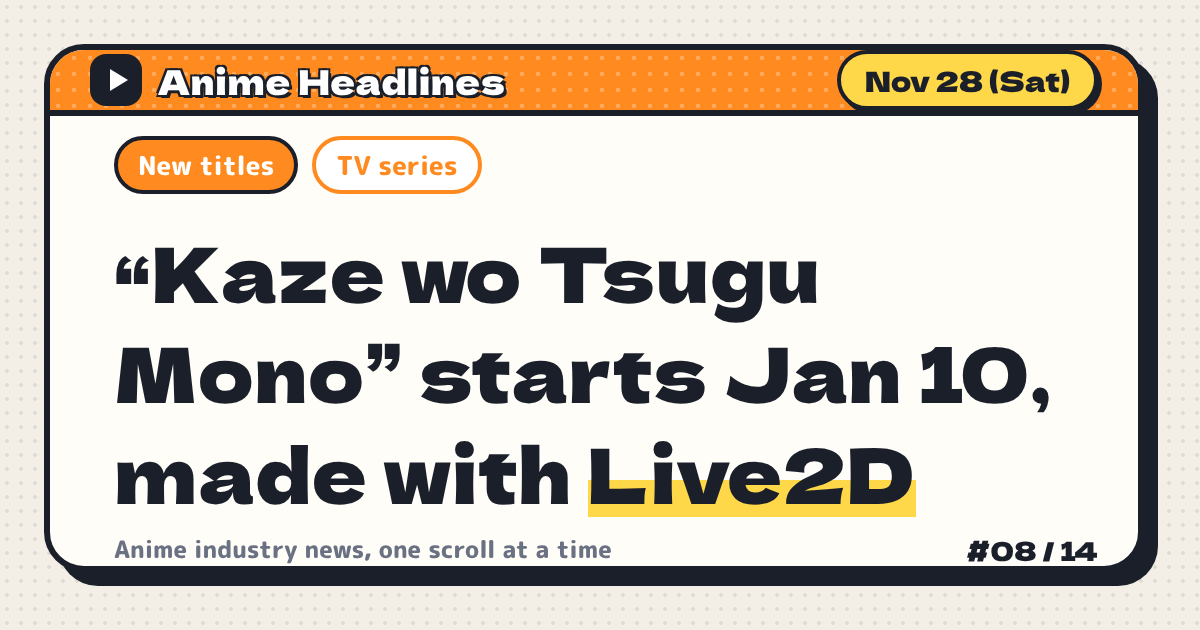 Anime Headlines
Nov 28 (Sat)
New titles
TV series
“Kaze wo Tsugu
Mono” starts Jan 10,
made with Live2D
Anime industry news, one scroll at a time
#08 / 14